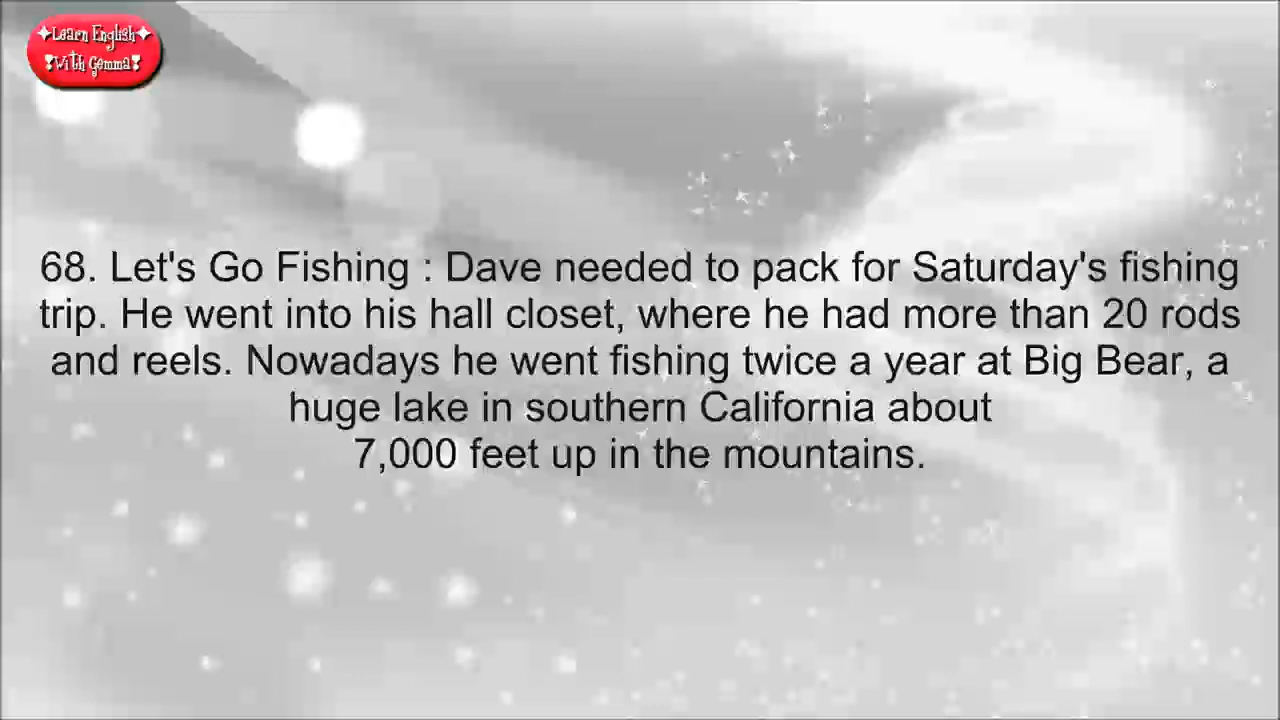 ✦Learn English✦
❣With Gemma❣
68. Let's Go Fishing : Dave needed to pack for Saturday's fishing
trip. He went into his hall closet, where he had more than 20 rods
and reels. Nowadays he went fishing twice a year at Big Bear, a
huge lake in southern California about
7,000 feet up in the mountains.